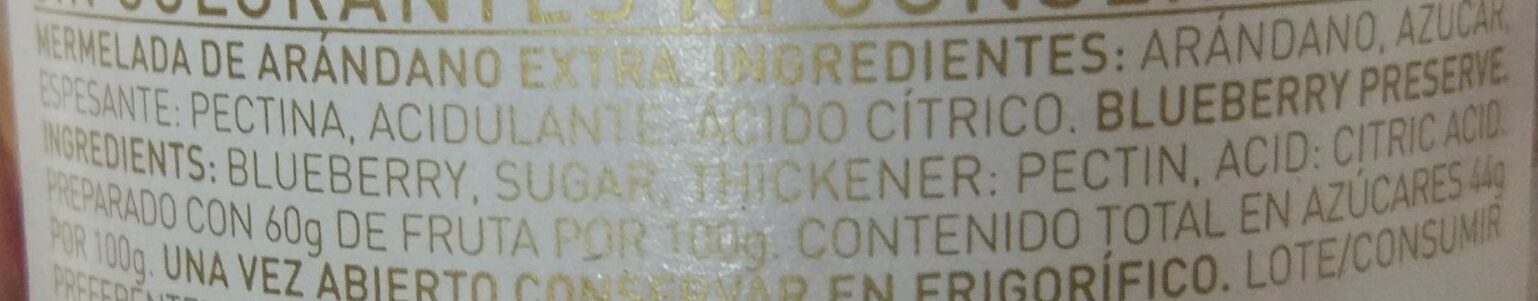 COLORANTES NI
MERMELADA DE ARÁNDANO EXTRA. INGREDIENTES: ARÁNDANO, AZÚCAR,
ESPESANTE: PECTINA, ACIDULANTE: ÁCIDO CÍTRICO. BLUEBERRY PRESERVE.
INGREDIENTS: BLUEBERRY, SUGAR, THICKENER: PECTIN, ACID: CITRIC ACID.
PREPARADO CON 60g DE FRUTA POR 100g. CONTENIDO TOTAL EN AZÚCARES 44g
POR 100g. UNA VEZ ABIERTO CONSERVAR EN FRIGORÍFICO. LOTE/CONSUMIR